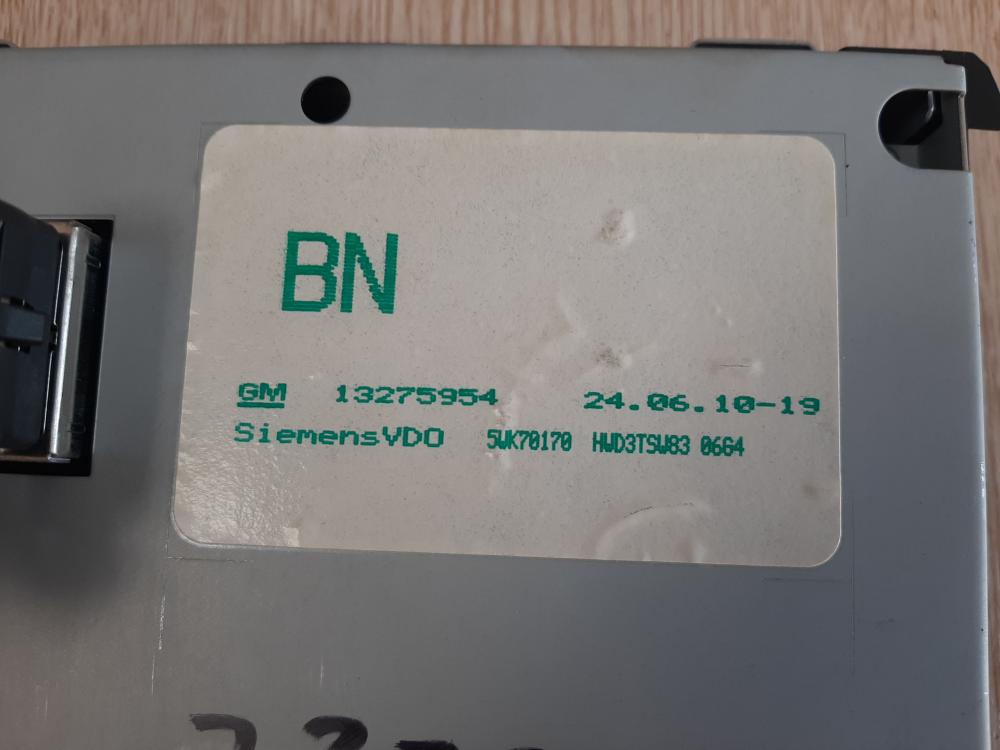 BN
GM 13275954 24.06.10-19
SiemensVDO 5WK70170 HWD3TSW83 0664